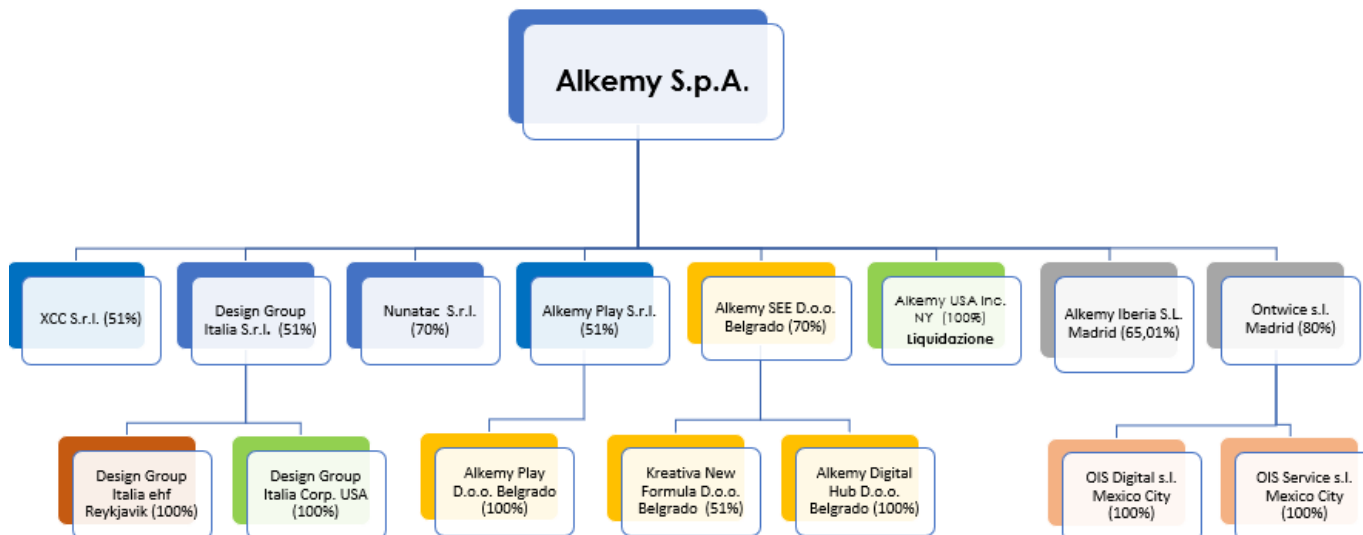 Alkemy S.p.A.
XCC S.r.l. (51%)
Design Group
Italia S.r.l. (51%)
Nunatac S.r.l.
(70%)
Alkemy Play S.r.l.
(51%)
Alkemy SEE D.o.o.
Belgrado (70%)
Alkemy USA Inc.
NY (100%)
Liquidazione
Alkemy Iberia S.L.
Madrid (65,01%)
Ontwice s.l.
Madrid (80%)
Design Group
Italia ehf
Reykjavik (100%)
Design Group
Italia Corp. USA
(100%)
Alkemy Play
D.o.o. Belgrado
(100%)
Kreativa New
Formula D.o.o.
Belgrado (51%)
Alkemy Digital
Hub D.o.o.
Belgrado (100%)
OIS Digital s.l.
Mexico City
(100%)
OIS Service s.l.
Mexico City
(100%)